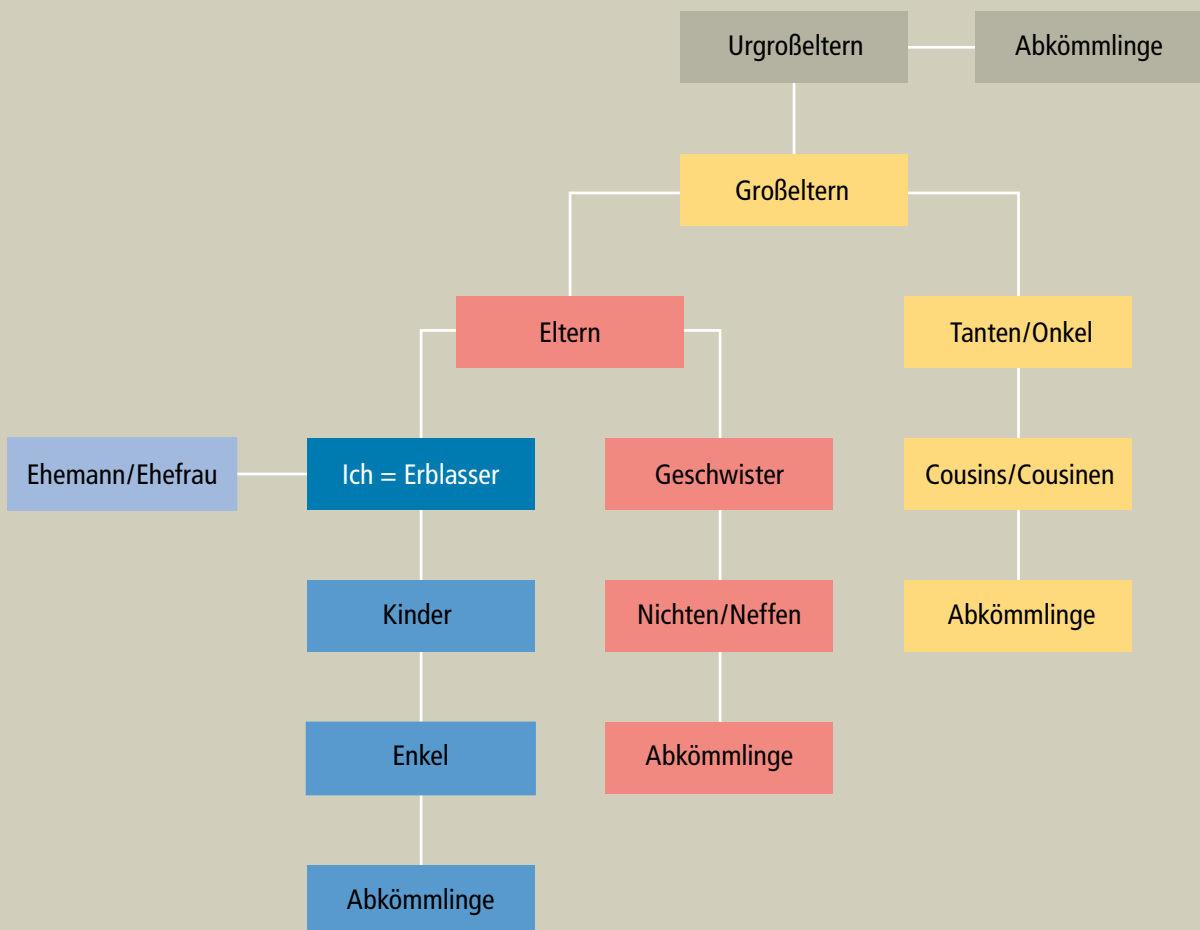 Urgroßeltern
Abkömmlinge
Großeltern
Eltern
Tanten/Onkel
Ehemann/Ehefrau
Ich = Erblasser
Geschwister
Cousins/Cousinen
Kinder
Nichten/Neffen
Abkömmlinge
Enkel
Abkömmlinge
Abkömmlinge